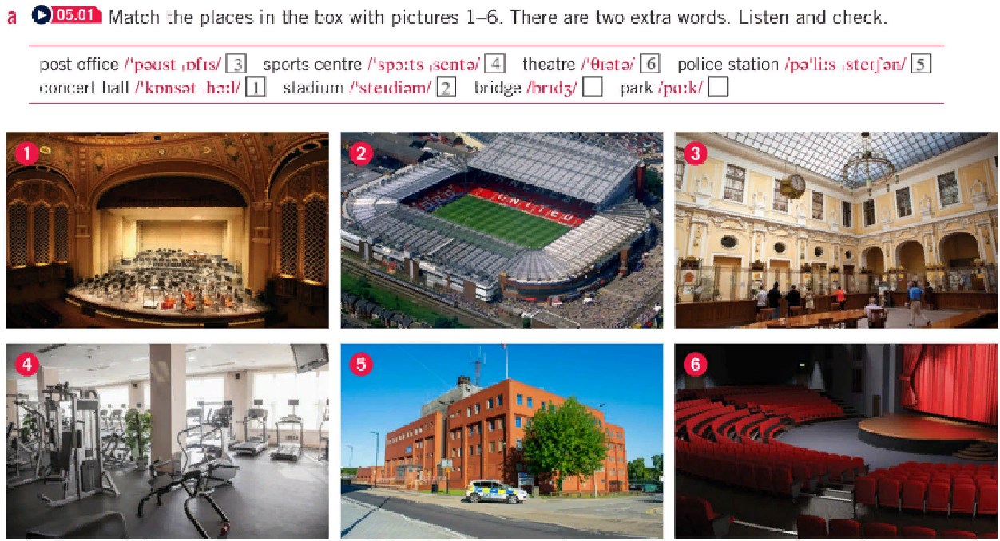 a 05.01 Match the places in the box with pictures 1–6. There are two extra words. Listen and check.
post office /ˈpəʊst ˌɒfɪs/ 3 sports centre /ˈspɔːts ˌsentə/ 4 theatre /ˈθɪətə/ 6 police station /pəˈliːs ˌsteɪʃən/ 5
concert hall /ˈkɒnsət ˌhɔːl/ 1 stadium /ˈsteɪdiəm/ 2 bridge /brɪdʒ/ park /pɑːk/
1
2
UNITED
3
4
5
6